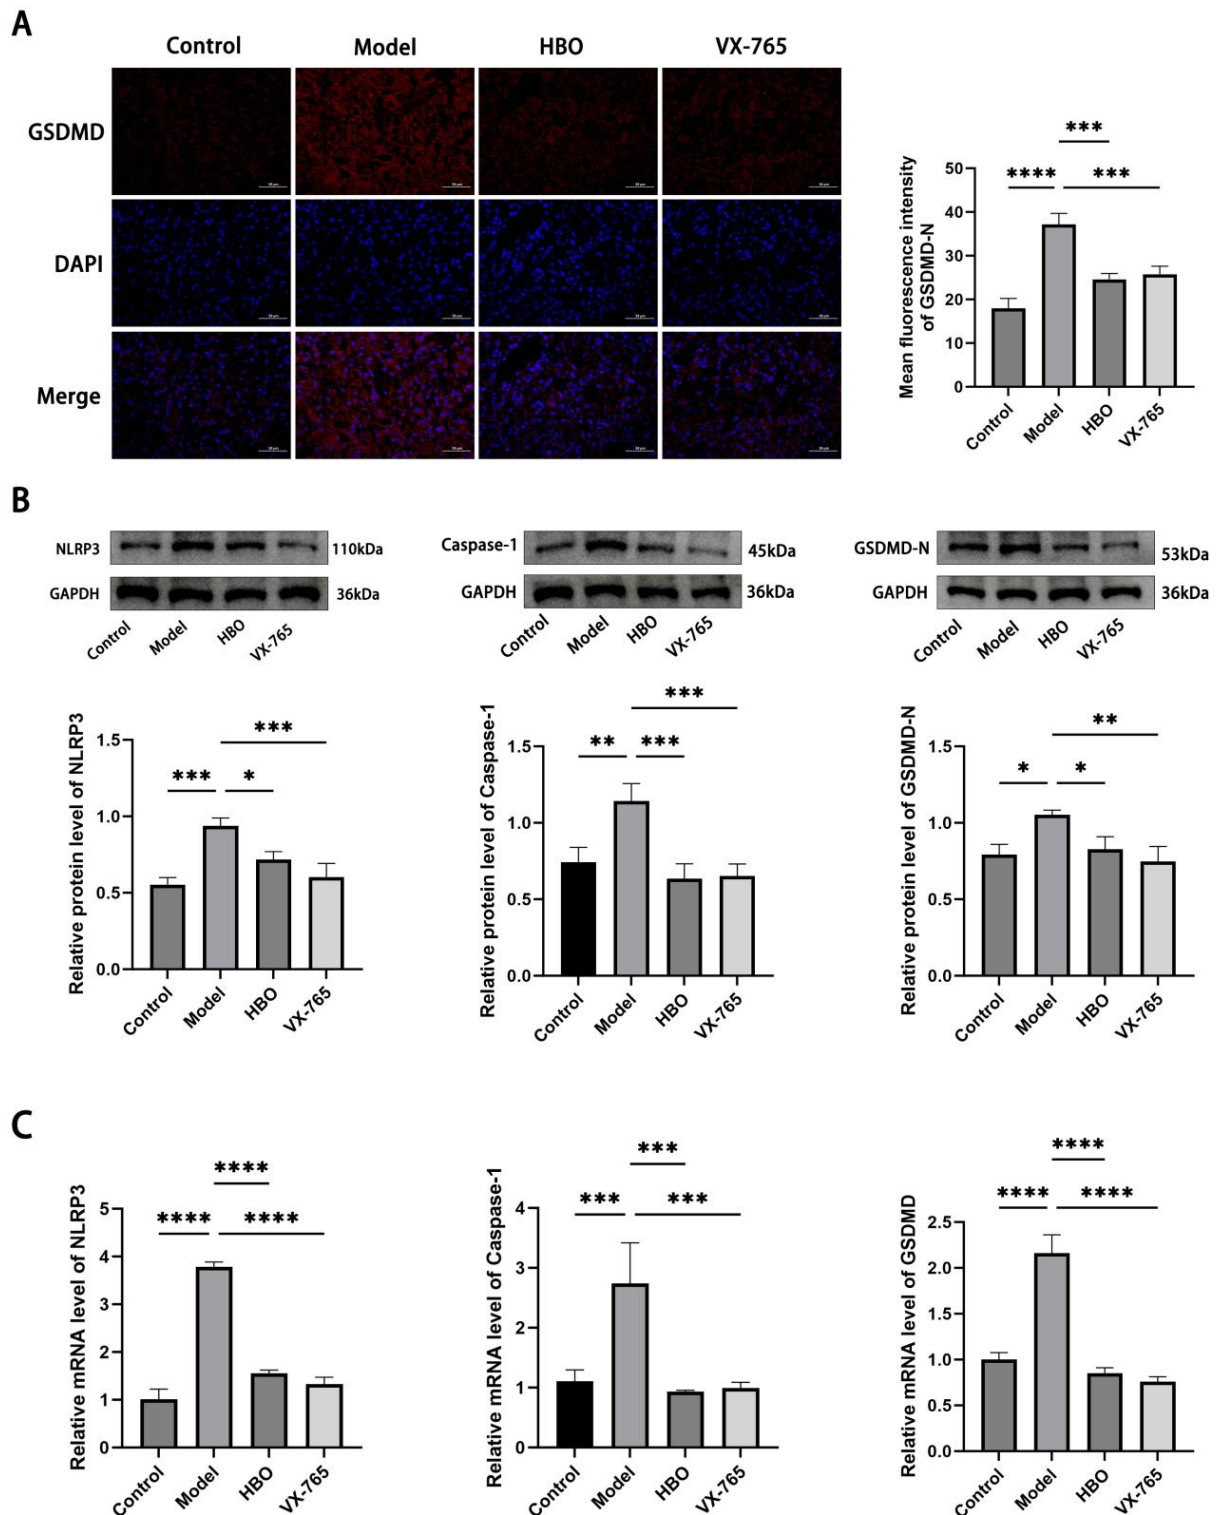 A
Control Model HBO VX-765
GSDMD
DAPI
Merge
Mean fluorescence intensity
of GSDMD-N
50
40
30
20
10
0
***
**** ***
Control Model HBO VX-765
B
NLRP3 110kDa
GAPDH 36kDa
Control Model HBO VX-765
Caspase-1 45kDa
GAPDH 36kDa
Control Model HBO VX-765
GSDMD-N 53kDa
GAPDH 36kDa
Control Model HBO VX-765
Relative protein level of NLRP3
1.5
1.0
0.5
0.0
***
*** *
Control Model HBO VX-765
Relative protein level of Caspase-1
1.5
1.0
0.5
0.0
***
** ***
Control Model HBO VX-765
Relative protein level of GSDMD-N
1.5
1.0
0.5
0.0
**
* *
Control Model HBO VX-765
C
Relative mRNA level of NLRP3
5
4
3
2
1
0
****
**** ****
Control Model HBO VX-765
Relative mRNA level of Caspase-1
4
3
2
1
0
***
*** ***
Control Model HBO VX-765
Relative mRNA level of GSDMD
2.5
2.0
1.5
1.0
0.5
0.0
****
**** ****
Control Model HBO VX-765